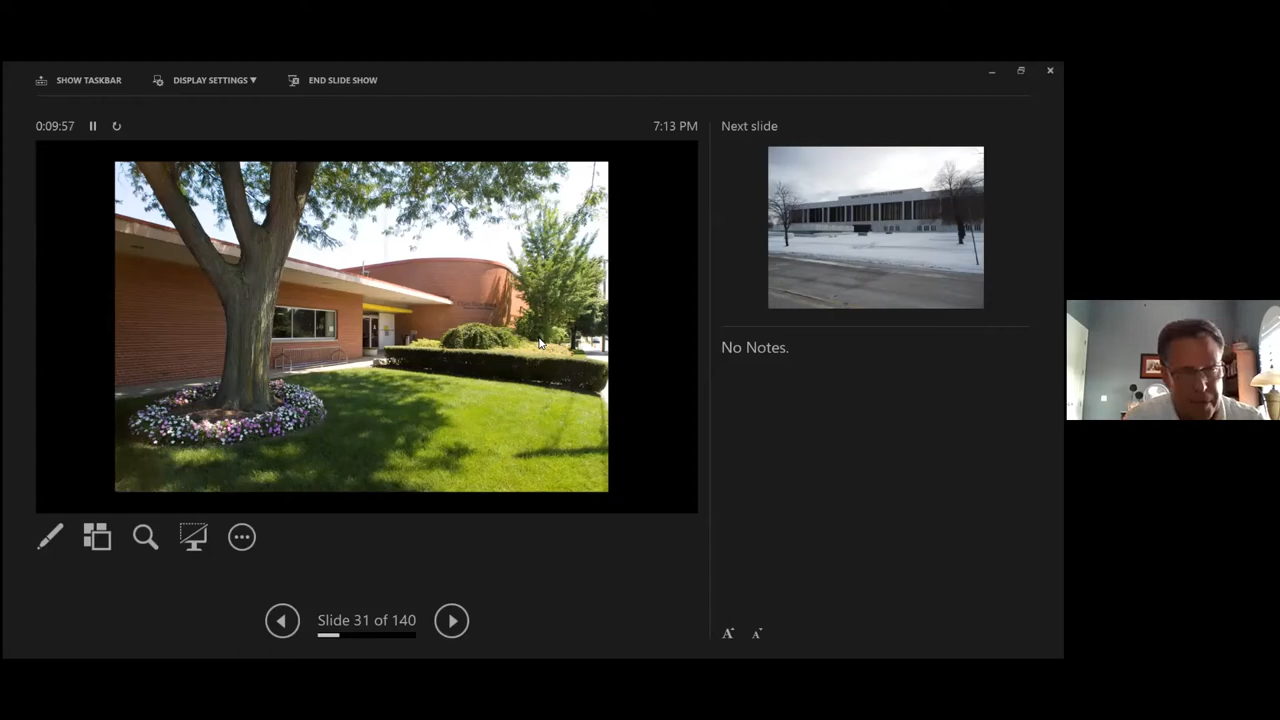 SHOW TASKBAR
DISPLAY SETTINGS ▼
END SLIDE SHOW
0:09:57
7:13 PM
Next slide
No Notes.
Slide 31 of 140
A A